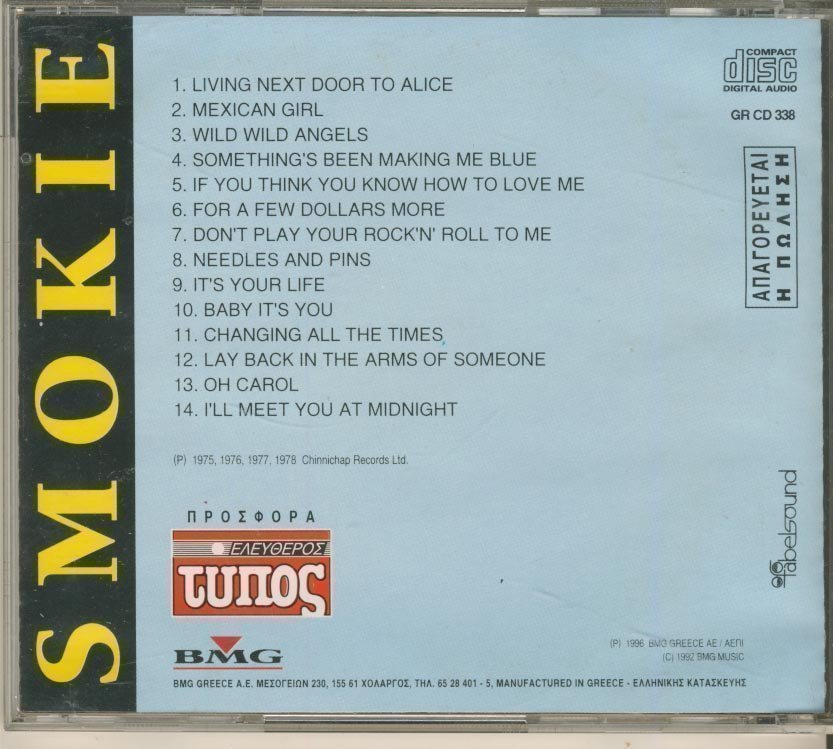 SMOKIE
COMPACT
disc
DIGITAL AUDIO
GR CD 338
ΑΠΑΓΟΡΕΥΕΤΑΙ
Η ΠΩΛΗΣΗ
1. LIVING NEXT DOOR TO ALICE
2. MEXICAN GIRL
3. WILD WILD ANGELS
4. SOMETHING'S BEEN MAKING ME BLUE
5. IF YOU THINK YOU KNOW HOW TO LOVE ME
6. FOR A FEW DOLLARS MORE
7. DON'T PLAY YOUR ROCK'N' ROLL TO ME
8. NEEDLES AND PINS
9. IT'S YOUR LIFE
10. BABY IT'S YOU
11. CHANGING ALL THE TIMES
12. LAY BACK IN THE ARMS OF SOMEONE
13. OH CAROL
14. I'LL MEET YOU AT MIDNIGHT
(P) 1975, 1976, 1977, 1978 Chinnichap Records Ltd.
fabelsound
ΠΡΟΣΦΟΡΑ
ΕΛΕΥΘΕΡΟΣ
τυπος
BMG
(P) 1996 BMG GREECE AE / ΑΕΠΙ
(C) 1992 BMG MUSIC
BMG GREECE A.E. ΜΕΣΟΓΕΙΩΝ 230, 155 61 ΧΟΛΑΡΓΟΣ, ΤΗΛ. 65 28 401 - 5, MANUFACTURED IN GREECE - ΕΛΛΗΝΙΚΗΣ ΚΑΤΑΣΚΕΥΗΣ